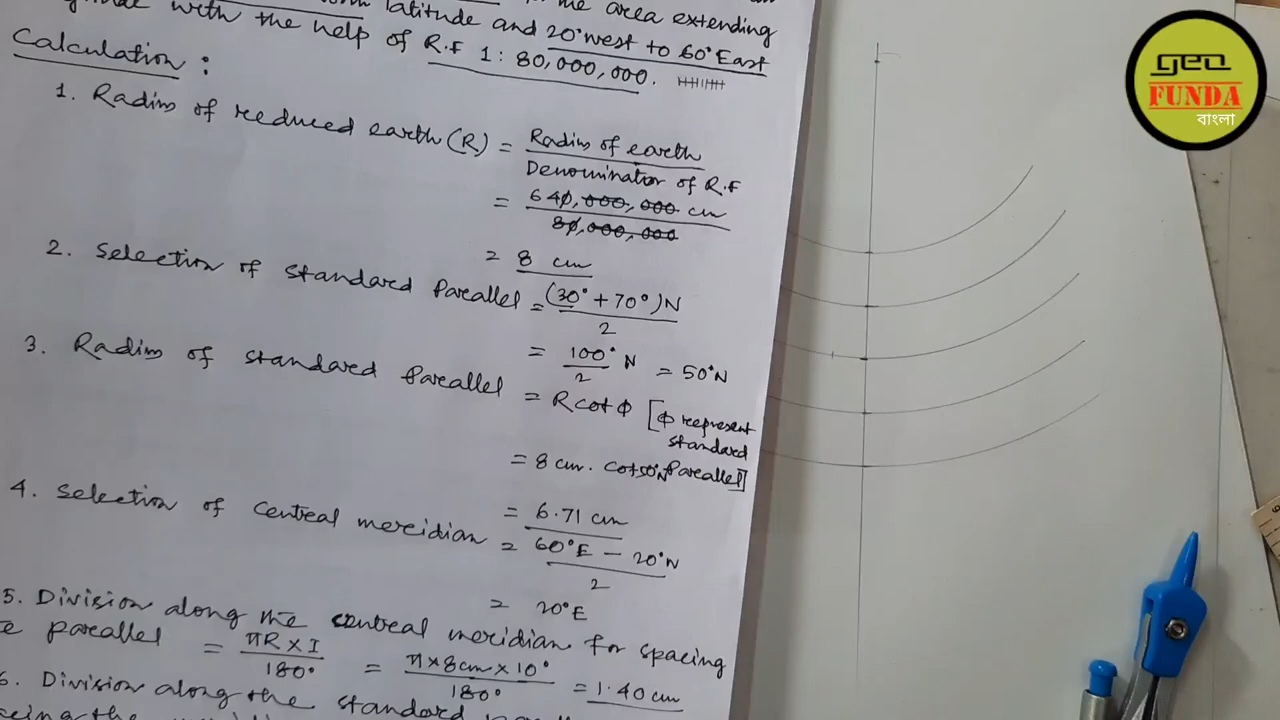 the area extending
with the help of latitude and 20°west to 60°East
R.F 1:80,000,000.
Calculation :
1. Radius of reduced earth (R) = Radius of earth
Denominator of R.F
= 640,000,000 cm
80,000,000
= 8 cm
2. Selection of standard Parallel = (30° + 70°)N
2
= 100° N = 50°N
2
3. Radius of standard Parallel = R cot Φ [Φ represent
standard
Parallel]
= 8 cm. cot 50°N
= 6.71 cm
4. Selection of central meridian = 60°E - 20°N
2
= 20°E
5. Division along the central meridian for spacing
parallel = πR×I = π×8cm×10° = 1.40 cm
180° 180°
6. Division along the standard
geo
FUNDA
বাংলা